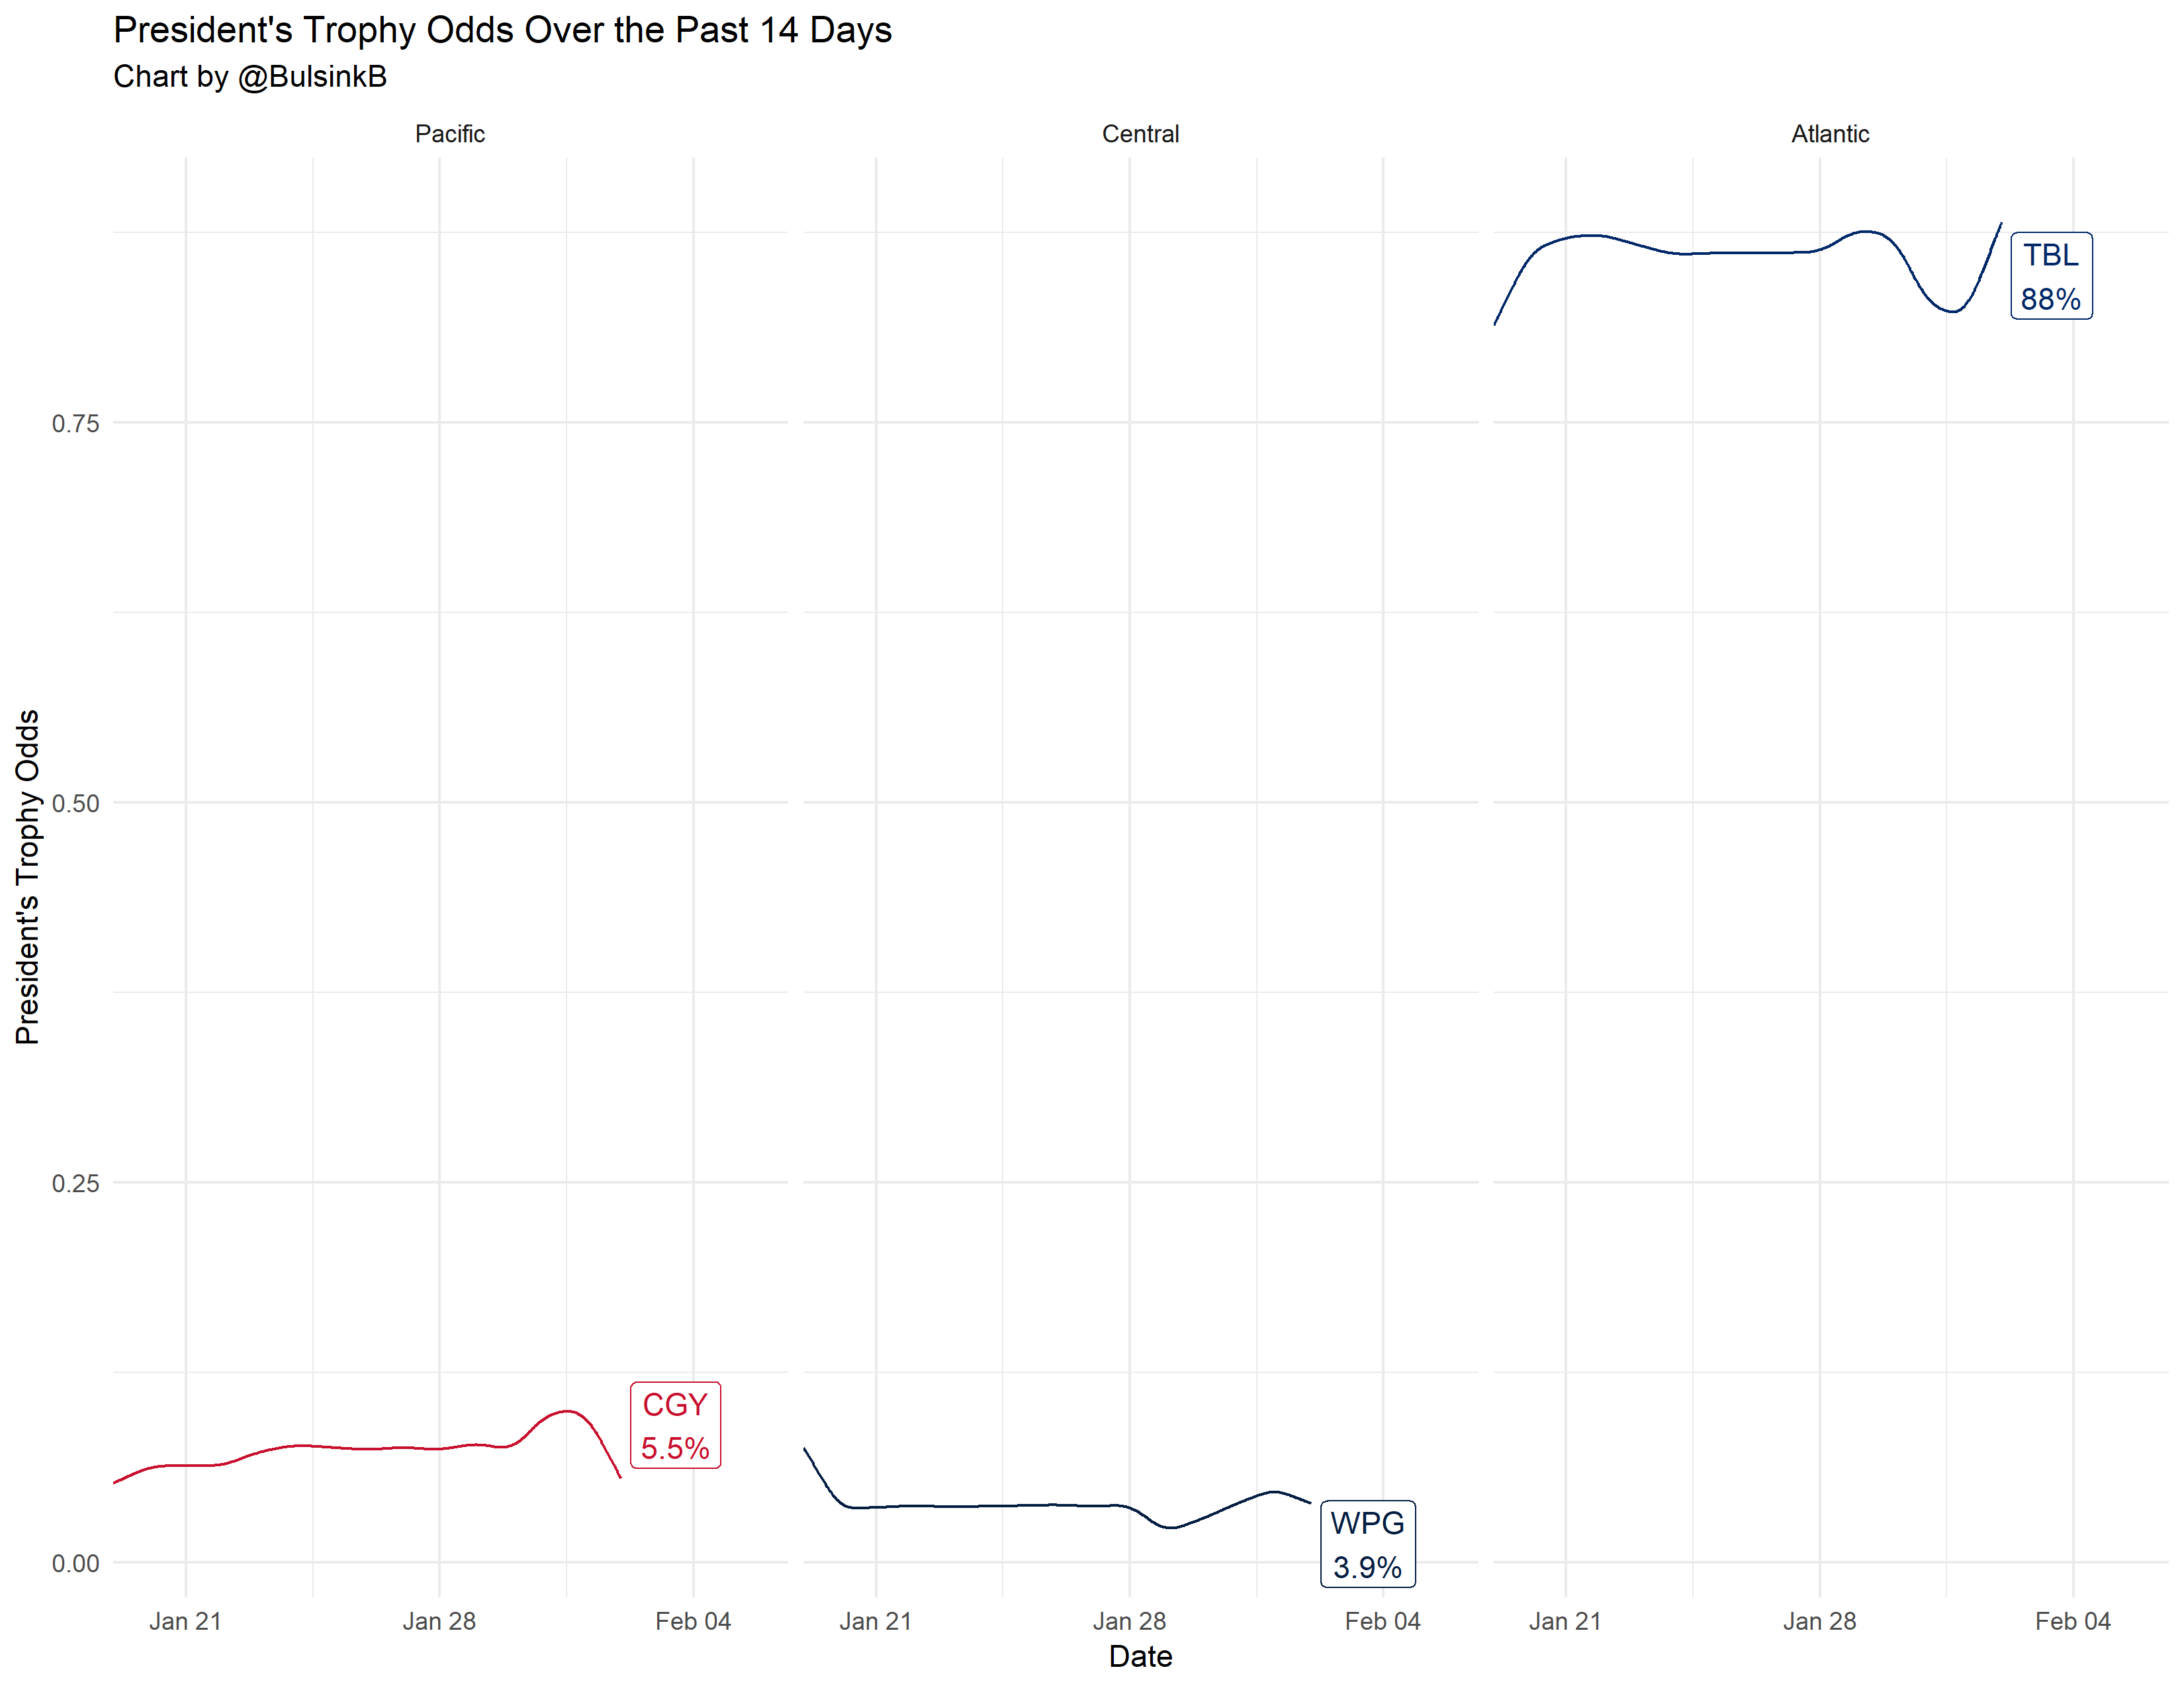 President's Trophy Odds Over the Past 14 Days
Chart by @BulsinkB
Pacific
Central
Atlantic
President's Trophy Odds
0.75
0.50
0.25
0.00
TBL
88%
CGY
5.5%
WPG
3.9%
Jan 21
Jan 28
Feb 04
Jan 21
Jan 28
Feb 04
Jan 21
Jan 28
Feb 04
Date